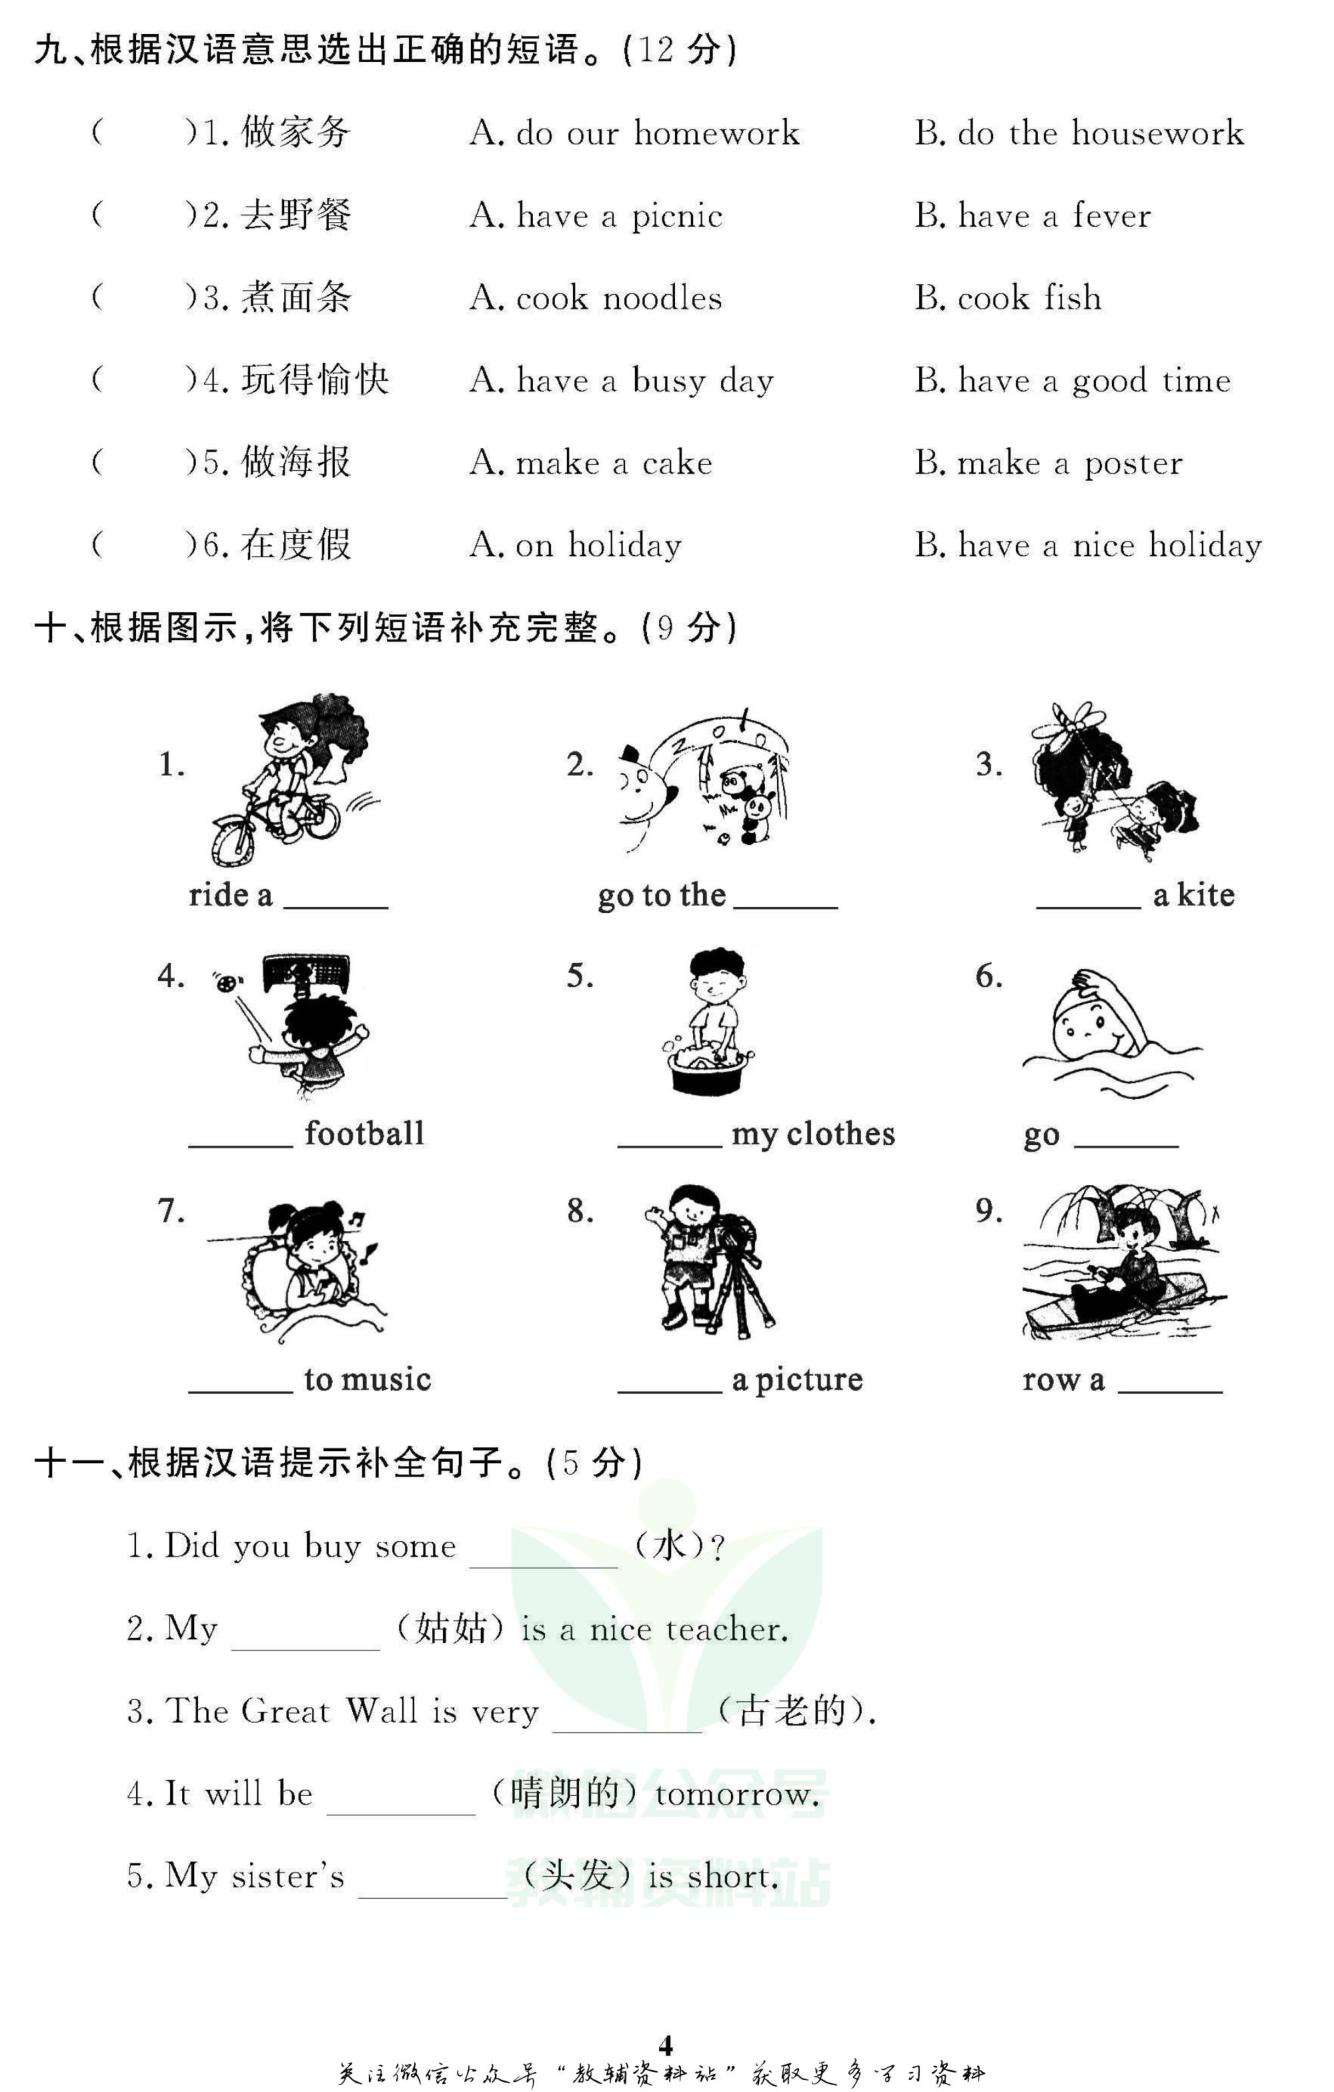 九、根据汉语意思选出正确的短语。(12 分)
(    )1. 做家务    A. do our homework    B. do the housework
(    )2. 去野餐    A. have a picnic    B. have a fever
(    )3. 煮面条    A. cook noodles    B. cook fish
(    )4. 玩得愉快    A. have a busy day    B. have a good time
(    )5. 做海报    A. make a cake    B. make a poster
(    )6. 在度假    A. on holiday    B. have a nice holiday
十、根据图示,将下列短语补充完整。(9 分)
1.    2.    3.
ZOO
ride a ______    go to the ______    ______ a kite
4.    5.    6.
______ football    ______ my clothes    go ______
7.    8.    9.
______ to music    ______ a picture    row a ______
十一、根据汉语提示补全句子。(5 分)
1. Did you buy some ________ (水)?
2. My ________ (姑姑) is a nice teacher.
3. The Great Wall is very ________ (古老的).
4. It will be ________ (晴朗的) tomorrow.
5. My sister's ________ (头发) is short.
微信公众号
教辅资料站
4
关注微信公众号“教辅资料站”获取更多学习资料